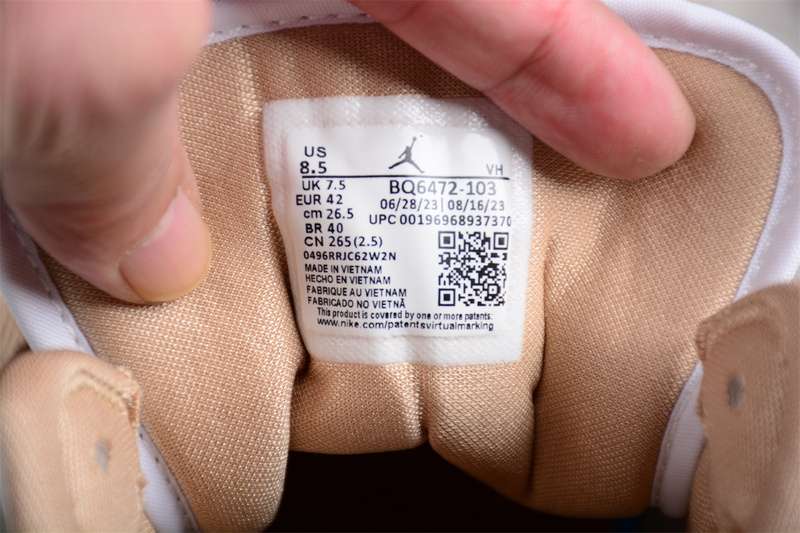 US
8.5 VH
UK 7.5 BQ6472-103
EUR 42 06/28/23 | 08/16/23
cm 26.5 UPC 00196968937370
BR 40
CN 265 (2.5)
0496RRJC62W2N
MADE IN VIETNAM
HECHO EN VIETNAM
FABRIQUE AU VIETNAM
FABRICADO NO VIETNÃ
This product is covered by one or more patents:
www.nike.com/patentsvirtualmarking